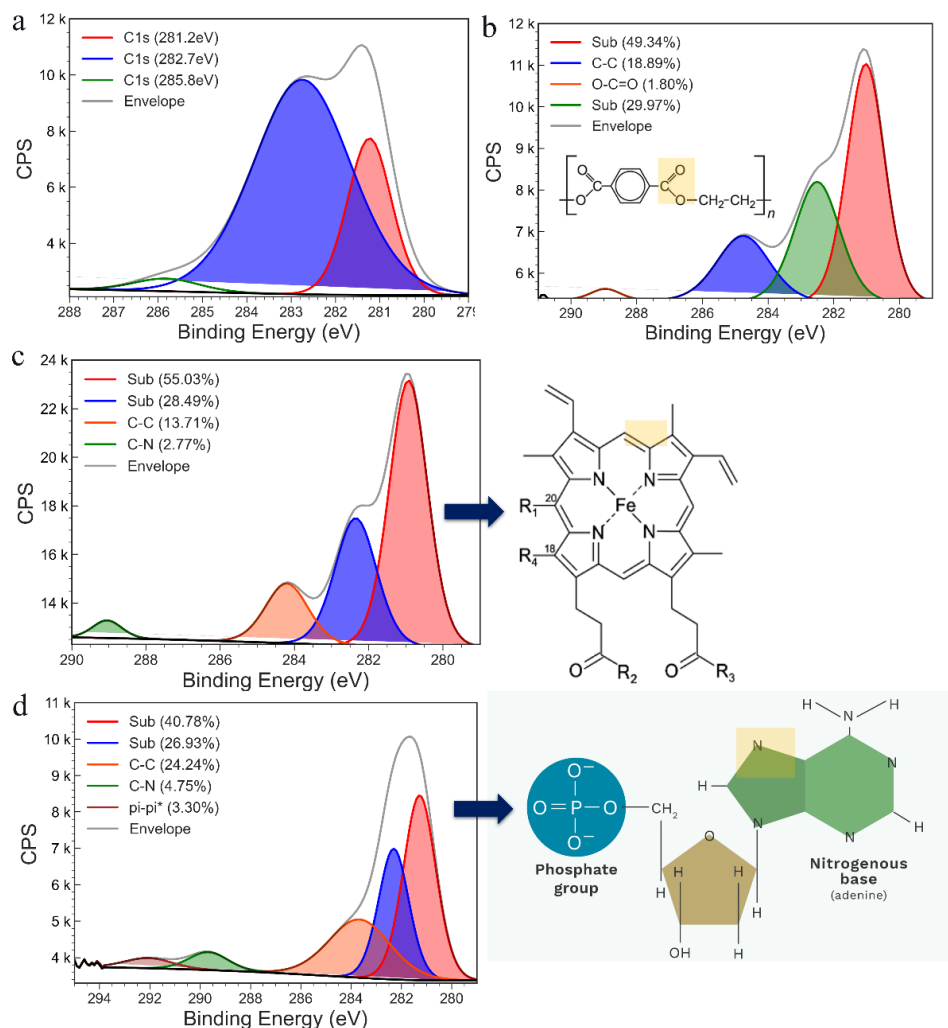 a
12 k
10 k
8 k
6 k
4 k
CPS
C1s (281.2eV)
C1s (282.7eV)
C1s (285.8eV)
Envelope
288 287 286 285 284 283 282 281 280 279
Binding Energy (eV)
b
12 k
11 k
10 k
9 k
8 k
7 k
6 k
CPS
Sub (49.34%)
C-C (18.89%)
O-C=O (1.80%)
Sub (29.97%)
Envelope
O O
C C
O O—CH2-CH2 n
290 288 286 284 282 280
Binding Energy (eV)
c
24 k
22 k
20 k
18 k
16 k
14 k
CPS
Sub (55.03%)
Sub (28.49%)
C-C (13.71%)
C-N (2.77%)
Envelope
290 288 286 284 282 280
Binding Energy (eV)
N N
Fe
20
R1
N N
18
R4
O R2 O R3
d
11 k
10 k
9 k
8 k
7 k
6 k
5 k
4 k
CPS
Sub (40.78%)
Sub (26.93%)
C-C (24.24%)
C-N (4.75%)
pi-pi* (3.30%)
Envelope
294 292 290 288 286 284 282 280
Binding Energy (eV)
H H
N
N N
O−
O=P—O CH2 H
O−
N N H
O
Phosphate
group
Nitrogenous
base
(adenine)
H H H H
OH H